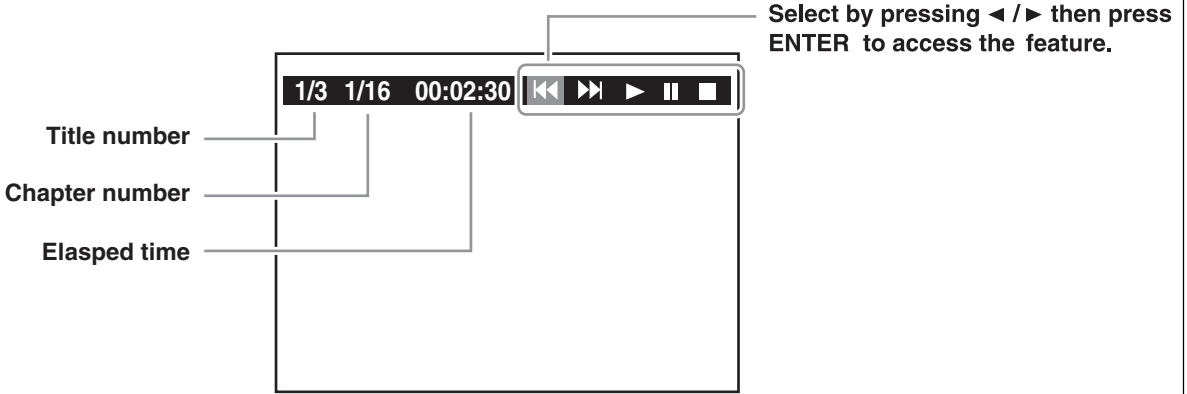 Select by pressing ◄ / ► then press
ENTER to access the feature.
1/3 1/16 00:02:30
Title number
Chapter number
Elasped time